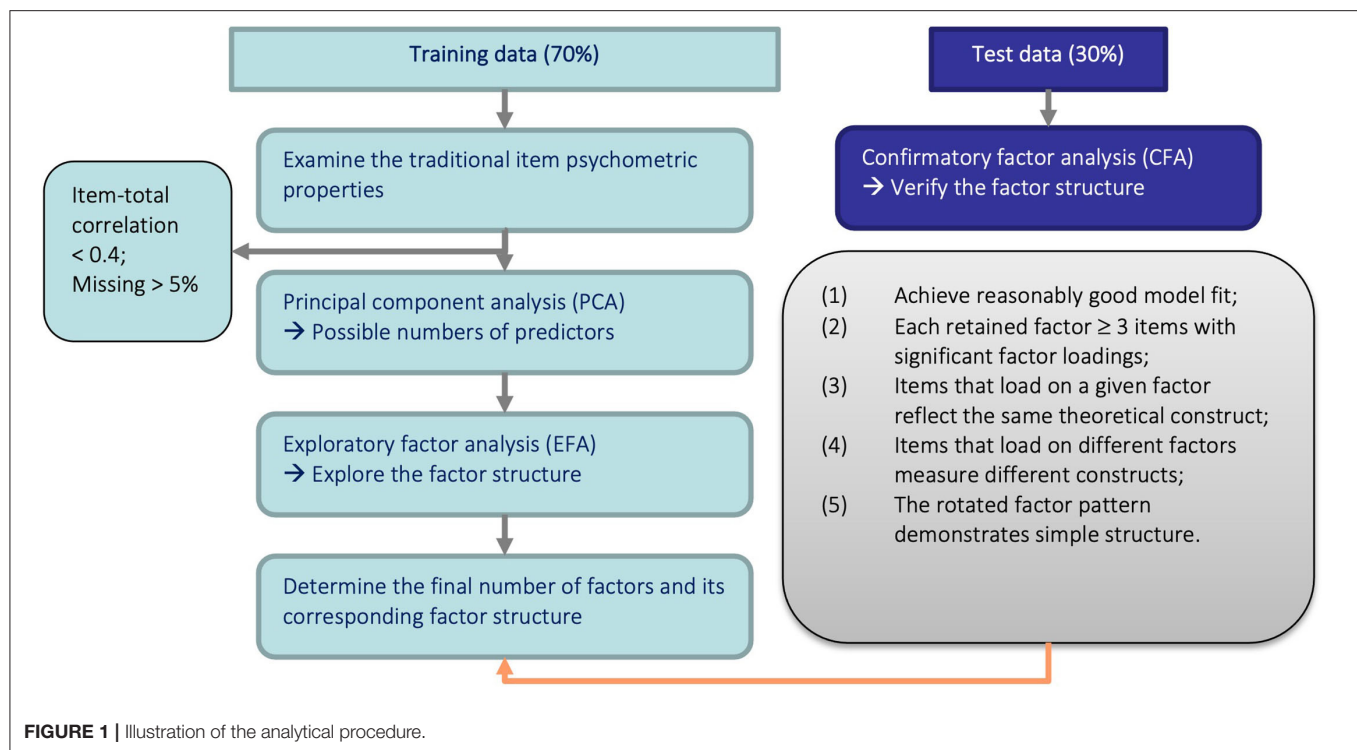 Training data (70%)
Examine the traditional item psychometric
properties
Item-total
correlation
< 0.4;
Missing > 5%
Principal component analysis (PCA)
→ Possible numbers of predictors
Exploratory factor analysis (EFA)
→ Explore the factor structure
Determine the final number of factors and its
corresponding factor structure
Test data (30%)
Confirmatory factor analysis (CFA)
→ Verify the factor structure
(1) Achieve reasonably good model fit;
(2) Each retained factor ≥ 3 items with
significant factor loadings;
(3) Items that load on a given factor
reflect the same theoretical construct;
(4) Items that load on different factors
measure different constructs;
(5) The rotated factor pattern
demonstrates simple structure.
FIGURE 1 | Illustration of the analytical procedure.